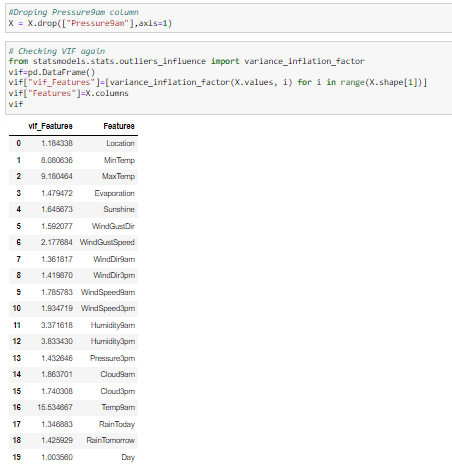 #Droping Pressure9am column
X = X.drop(["Pressure9am"],axis=1)
# Checking VIF again
from statsmodels.stats.outliers_influence import variance_inflation_factor
vif=pd.DataFrame()
vif["vif_Features"]=[variance_inflation_factor(X.values, i) for i in range(X.shape[1])]
vif["Features"]=X.columns
vif
vif_Features Features
0 1.164338 Location
1 8.080636 MinTemp
2 9.180464 MaxTemp
3 1.479472 Evaporation
4 1.645673 Sunshine
5 1.592077 WindGustDir
6 2.177684 WindGustSpeed
7 1.361817 WindDir9am
8 1.419870 WindDir3pm
9 1.785783 WindSpeed9am
10 1.934719 WindSpeed3pm
11 3.371618 Humidity9am
12 3.833430 Humidity3pm
13 1.432646 Pressure3pm
14 1.863701 Cloud9am
15 1.740308 Cloud3pm
16 15.534667 Temp9am
17 1.346883 RainToday
18 1.425929 RainTomorrow
19 1.003560 Day